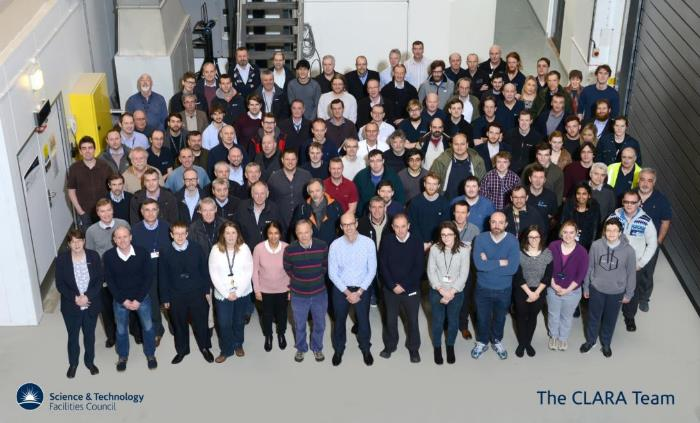 Science & Technology
Facilities Council
The CLARA Team